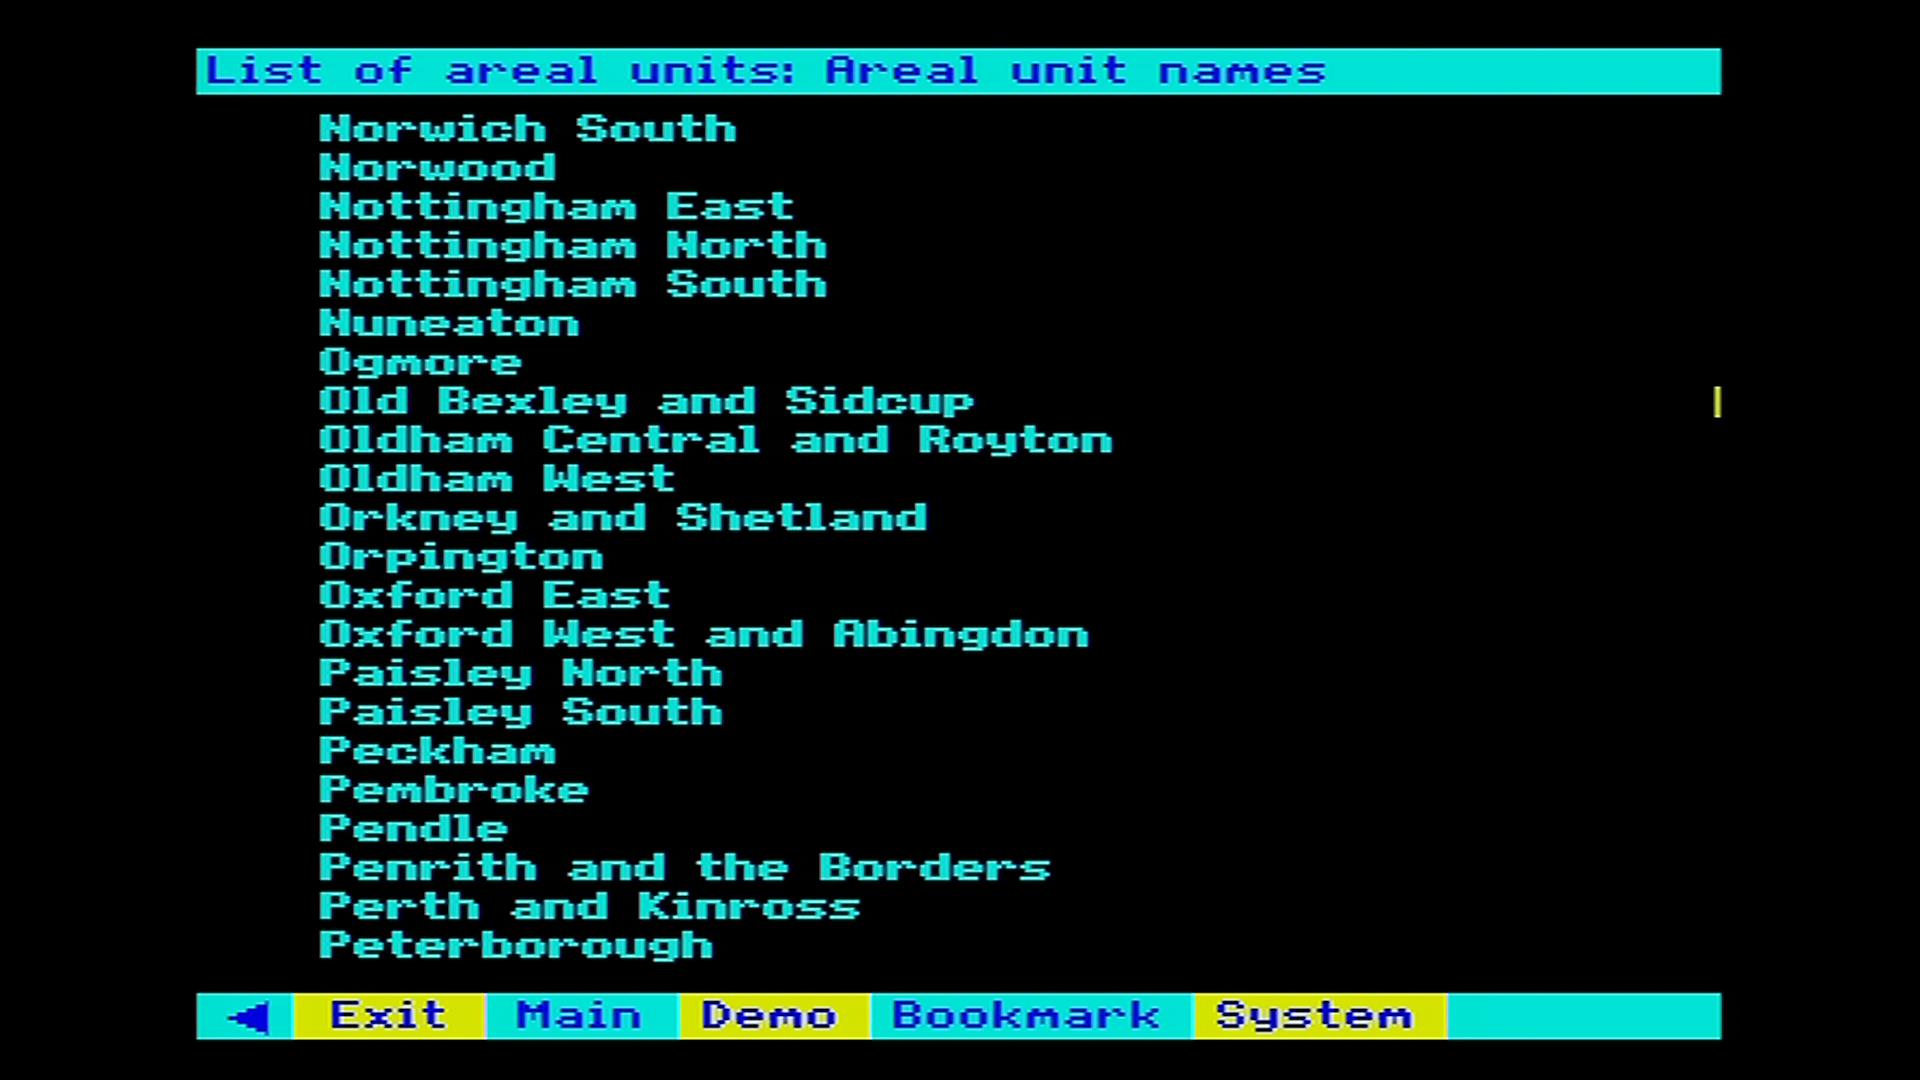 List of areal units: Areal unit names
Norwich South
Norwood
Nottingham East
Nottingham North
Nottingham South
Nuneaton
Ogmore
Old Bexley and Sidcup
Oldham Central and Royton
Oldham West
Orkney and Shetland
Orpington
Oxford East
Oxford West and Abingdon
Paisley North
Paisley South
Peckham
Pembroke
Pendle
Penrith and the Borders
Perth and Kinross
Peterborough
Exit Main Demo Bookmark System